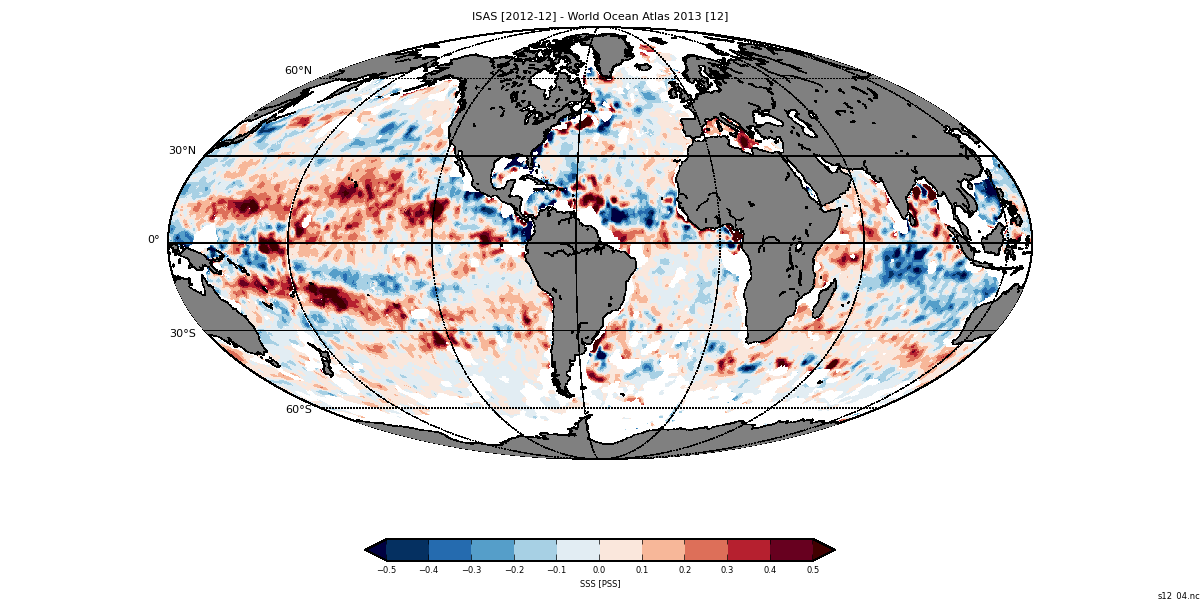 ISAS [2012-12] - World Ocean Atlas 2013 [12]
60°N
30°N
0°
30°S
60°S
−0.5 −0.4 −0.3 −0.2 −0.1 0.0 0.1 0.2 0.3 0.4 0.5
SSS [PSS]
s12_04.nc